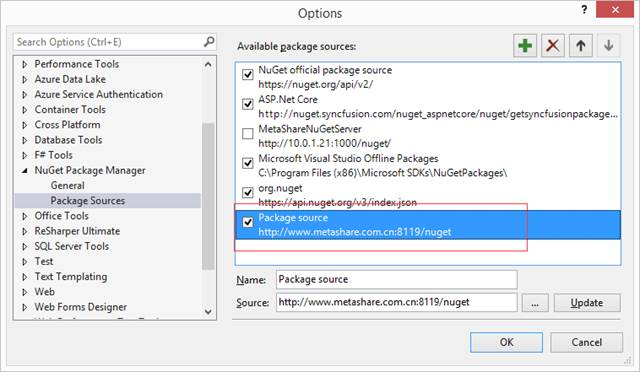 Options
?
Search Options (Ctrl+E)
Performance Tools
Azure Data Lake
Azure Service Authentication
Container Tools
Cross Platform
Database Tools
F# Tools
NuGet Package Manager
General
Package Sources
Office Tools
ReSharper Ultimate
SQL Server Tools
Test
Text Templating
Web
Web Forms Designer
Available package sources:
NuGet official package source
https://nuget.org/api/v2/
ASP.Net Core
http://nuget.syncfusion.com/nuget_aspnetcore/nuget/getsyncfusionpackage...
MetaShareNuGetServer
http://10.0.1.21:1000/nuget/
Microsoft Visual Studio Offline Packages
C:\Program Files (x86)\Microsoft SDKs\NuGetPackages\
org.nuget
https://api.nuget.org/v3/index.json
Package source
http://www.metashare.com.cn:8119/nuget
Name: Package source
Source: http://www.metashare.com.cn:8119/nuget ... Update
OK Cancel